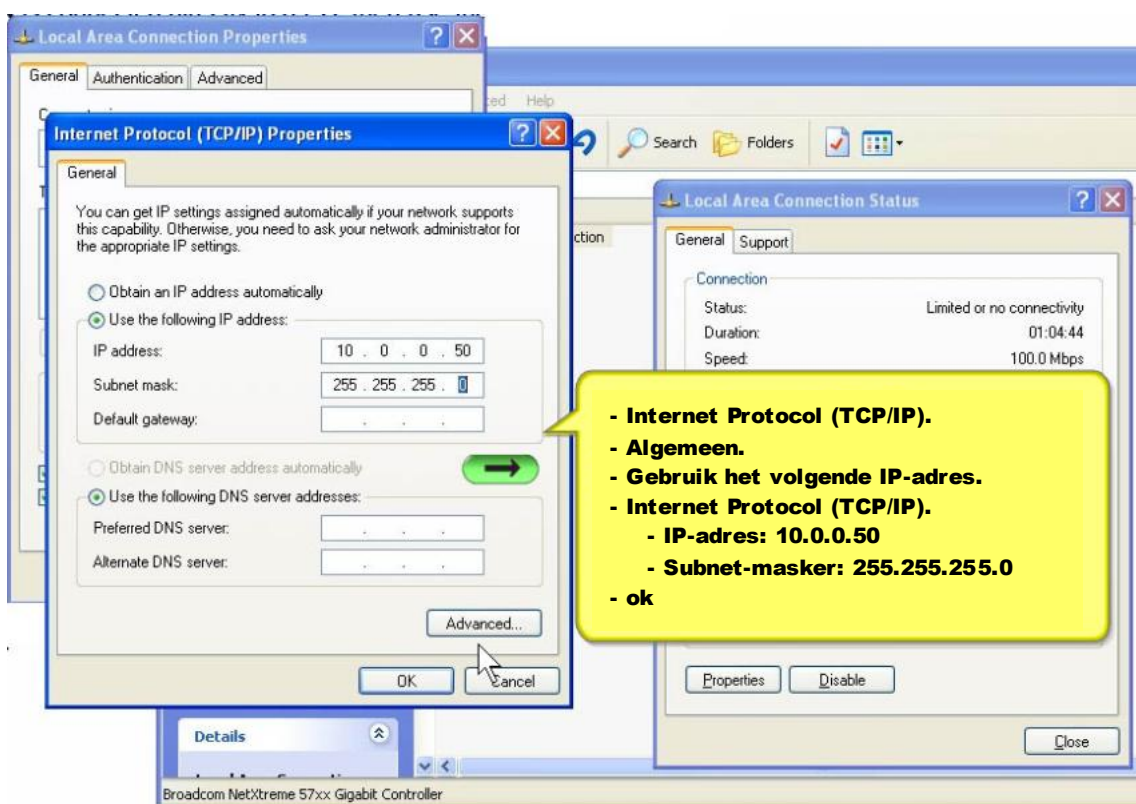 Local Area Connection Properties
General Authentication Advanced
Help
Internet Protocol (TCP/IP) Properties
General
You can get IP settings assigned automatically if your network supports
this capability. Otherwise, you need to ask your network administrator for
the appropriate IP settings.
Obtain an IP address automatically
Use the following IP address:
IP address: 10 . 0 . 0 . 50
Subnet mask: 255 . 255 . 255 . 0
Default gateway: . . .
Obtain DNS server address automatically
Use the following DNS server addresses:
Preferred DNS server: . . .
Alternate DNS server: . . .
Advanced...
OK Cancel
Search Folders
ction
Local Area Connection Status
General Support
Connection
Status: Limited or no connectivity
Duration: 01:04:44
Speed: 100.0 Mbps
- Internet Protocol (TCP/IP).
- Algemeen.
- Gebruik het volgende IP-adres.
- Internet Protocol (TCP/IP).
- IP-adres: 10.0.0.50
- Subnet-masker: 255.255.255.0
- ok
Properties Disable
Close
Details
Broadcom NetXtreme 57xx Gigabit Controller